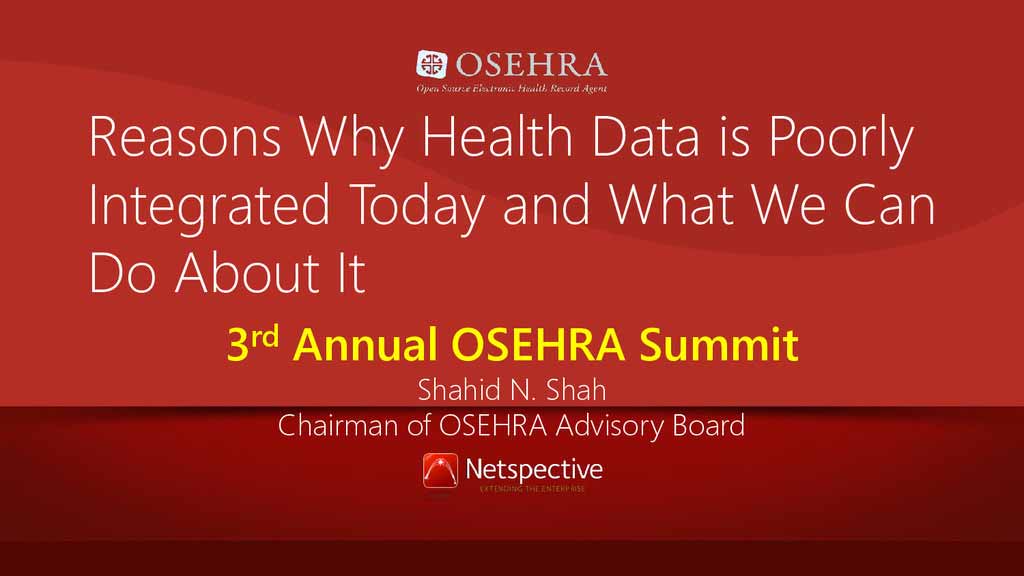 OSEHRA
Open Source Electronic Health Record Agent
Reasons Why Health Data is Poorly
Integrated Today and What We Can
Do About It
3rd Annual OSEHRA Summit
Shahid N. Shah
Chairman of OSEHRA Advisory Board
Netspective
EXTENDING THE ENTERPRISE